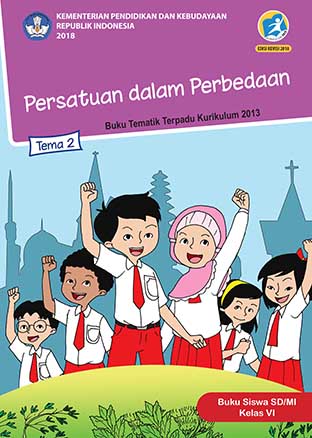 KEMENTERIAN PENDIDIKAN DAN KEBUDAYAAN
REPUBLIK INDONESIA
2018
EDISI REVISI 2018
Persatuan dalam Perbedaan
Buku Tematik Terpadu Kurikulum 2013
Tema 2
Buku Siswa SD/MI
Kelas VI